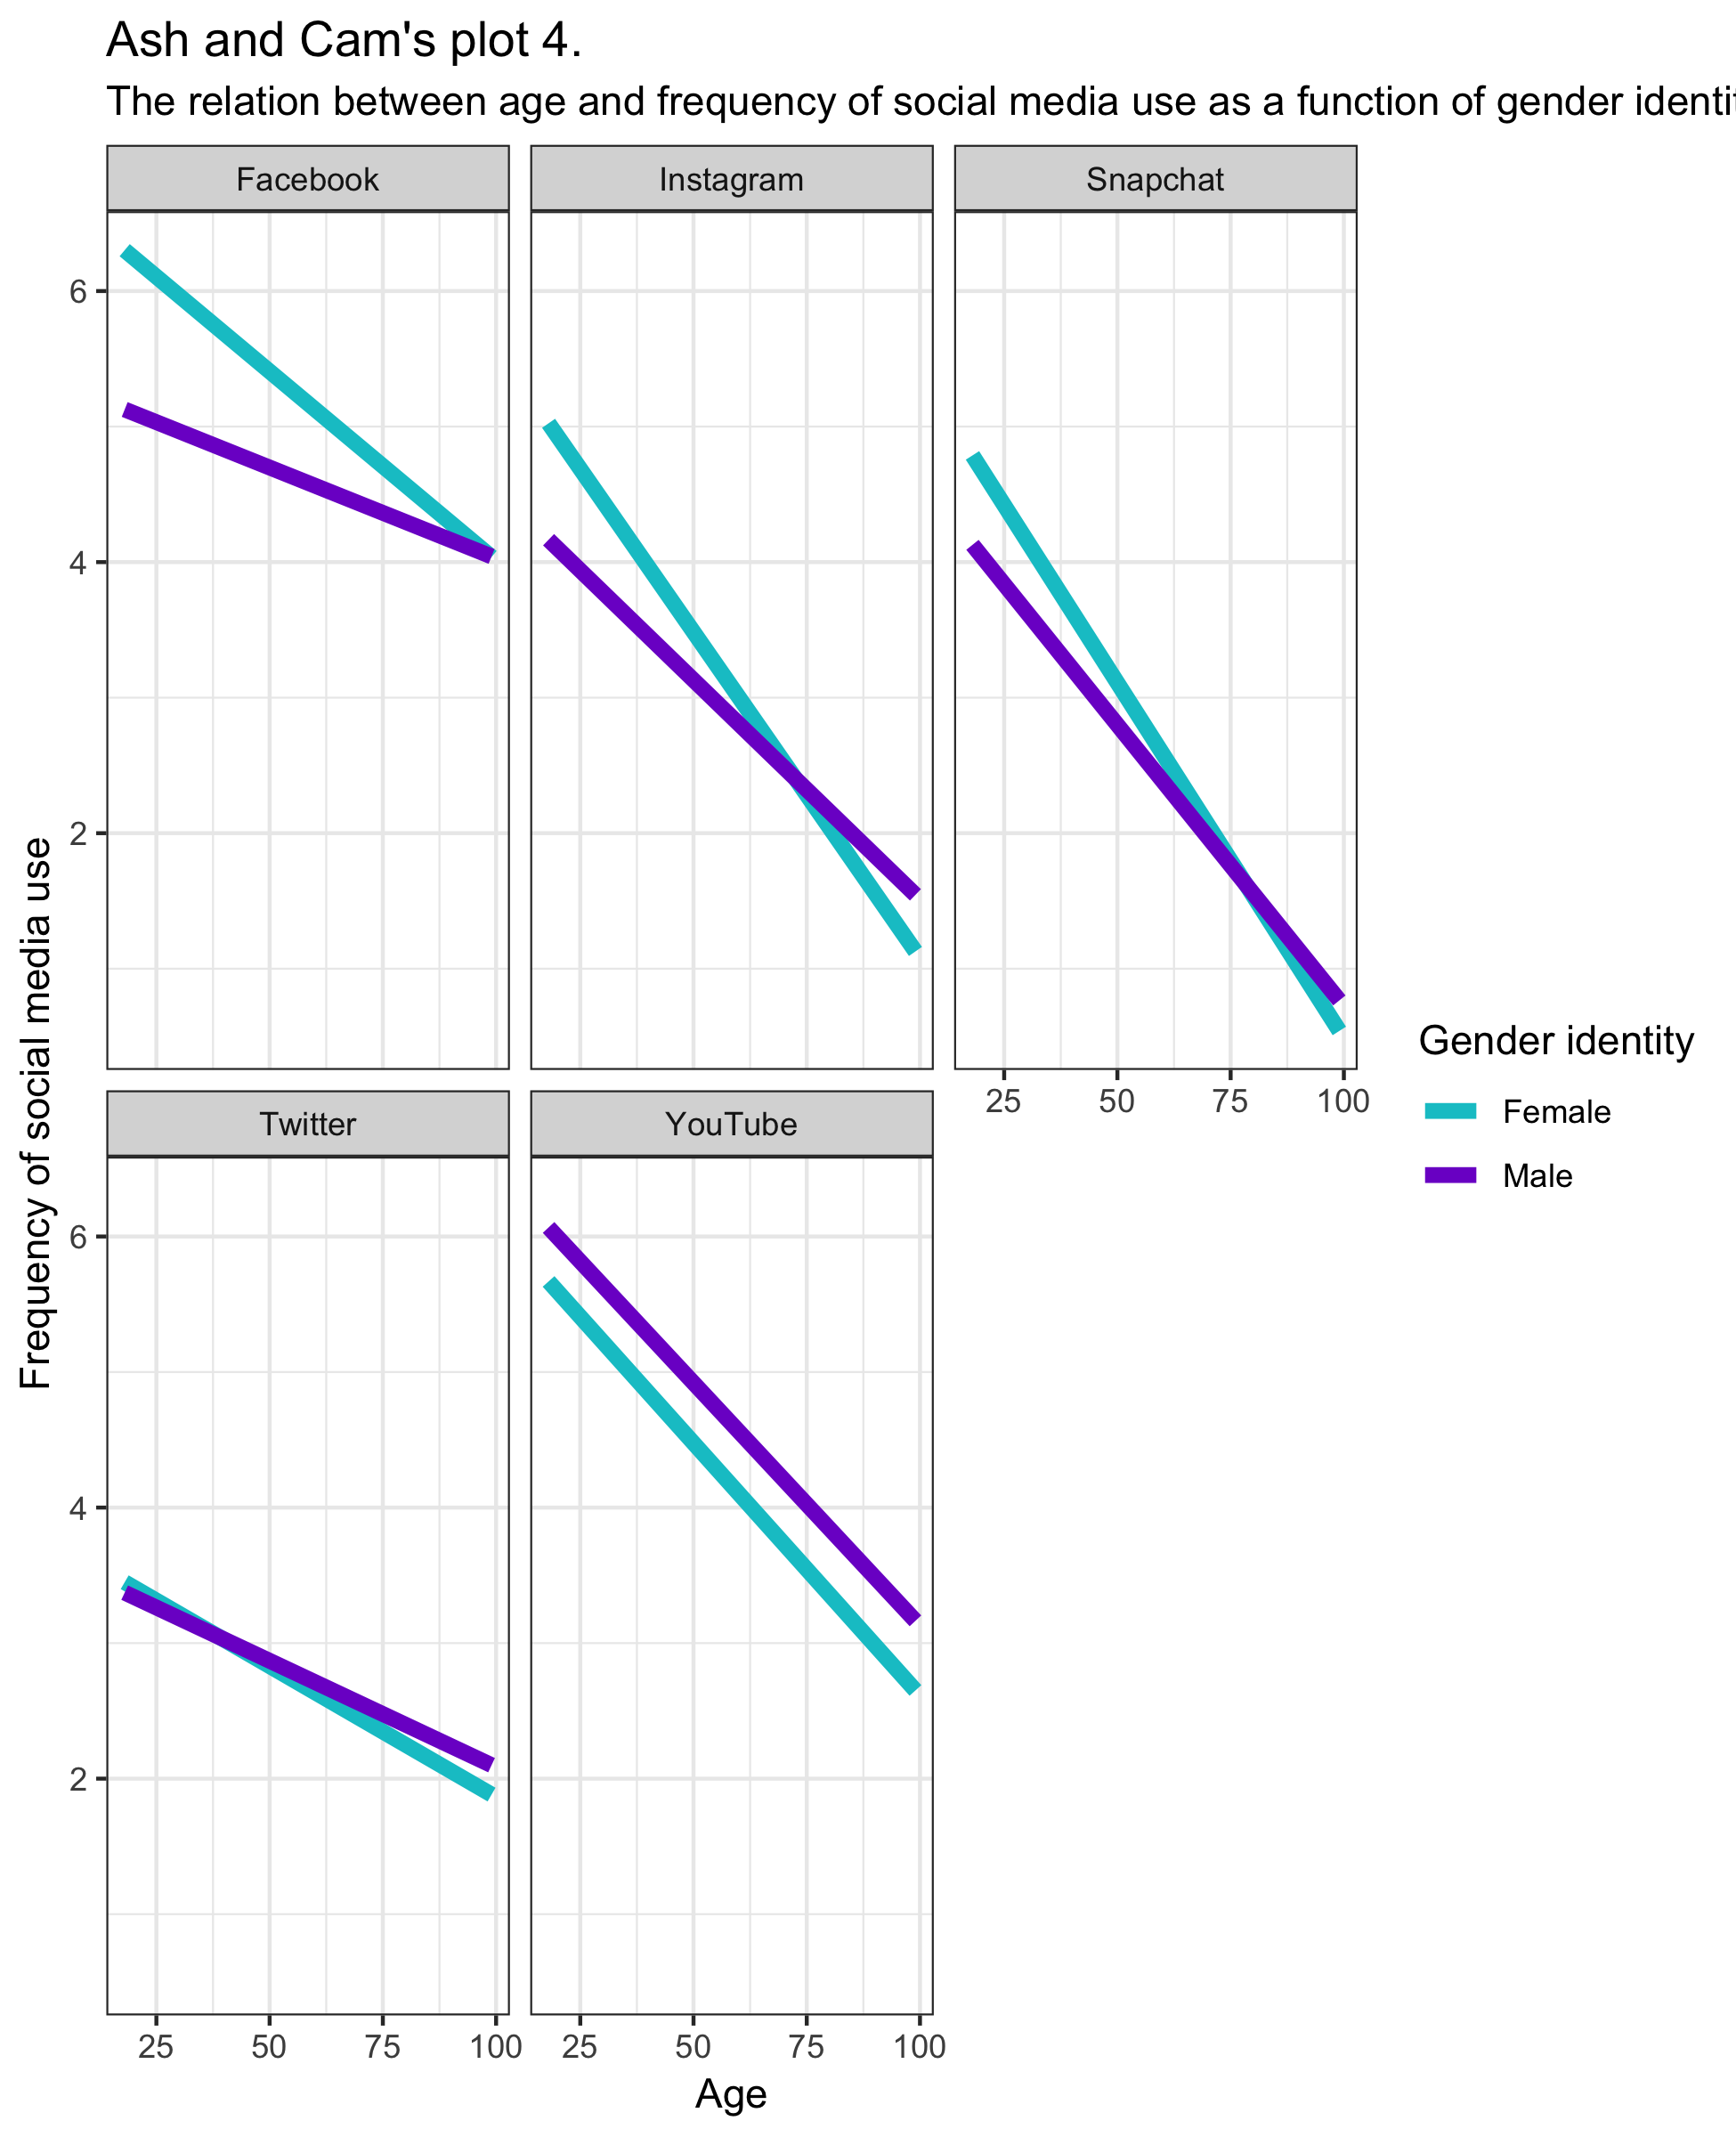 Ash and Cam's plot 4.
The relation between age and frequency of social media use as a function of gender
Facebook
Instagram
Snapchat
6
4
2
25 50 75 100
Twitter
YouTube
6
4
2
25 50 75 100
25 50 75 100
Age
Frequency of social media use
Gender identity
Female
Male